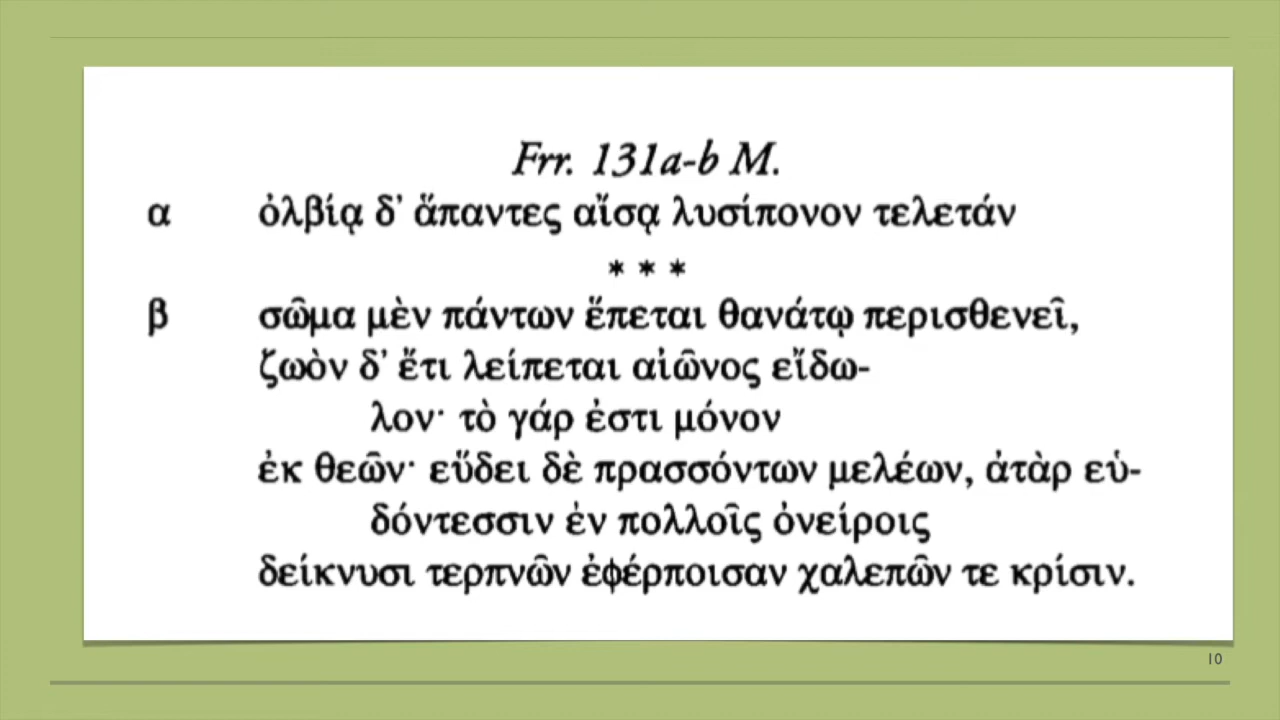 Frr. 131a-b M.
α ὀλβίᾳ δ’ ἅπαντες αἴσᾳ λυσίπονον τελετάν
* * *
β σῶμα μὲν πάντων ἕπεται θανάτῳ περισθενεῖ,
ζωὸν δ’ ἔτι λείπεται αἰῶνος εἴδω-
λον· τὸ γάρ ἐστι μόνον
ἐκ θεῶν· εὕδει δὲ πρασσόντων μελέων, ἀτὰρ εὑ-
δόντεσσιν ἐν πολλοῖς ὀνείροις
δείκνυσι τερπνῶν ἐφέρποισαν χαλεπῶν τε κρίσιν.
10